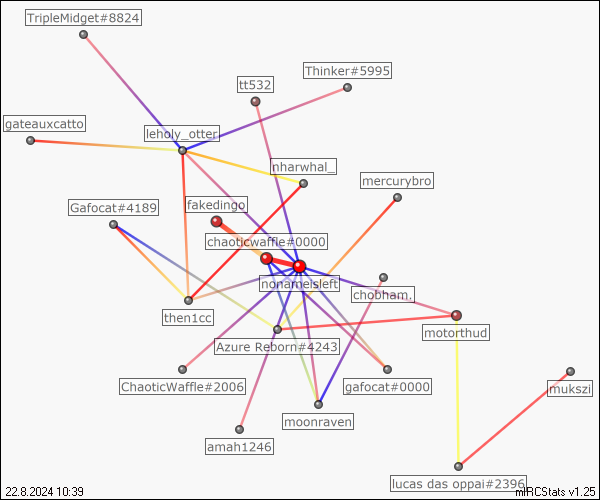 TripleMidget#8824
Thinker#5995
tt532
gateauxcatto
leholy_otter
nharwhal_
mercurybro
Gafocat#4189
fakedingo
chaoticwaffle#0000
nonameisleft
chobham.
then1cc
motorthud
Azure Reborn#4243
ChaoticWaffle#2006
gafocat#0000
mukszi
moonraven
amah1246
lucas das oppai#2396
22.8.2024 10:39
mIRCStats v1.25